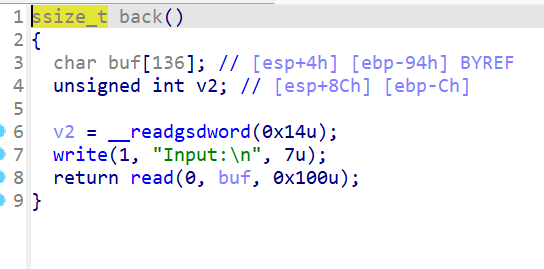 1 ssize_t back()
2 {
3 char buf[136]; // [esp+4h] [ebp-94h] BYREF
4 unsigned int v2; // [esp+8Ch] [ebp-Ch]
5
6 v2 = __readgsdword(0x14u);
7 write(1, "Input:\n", 7u);
8 return read(0, buf, 0x100u);
9 }